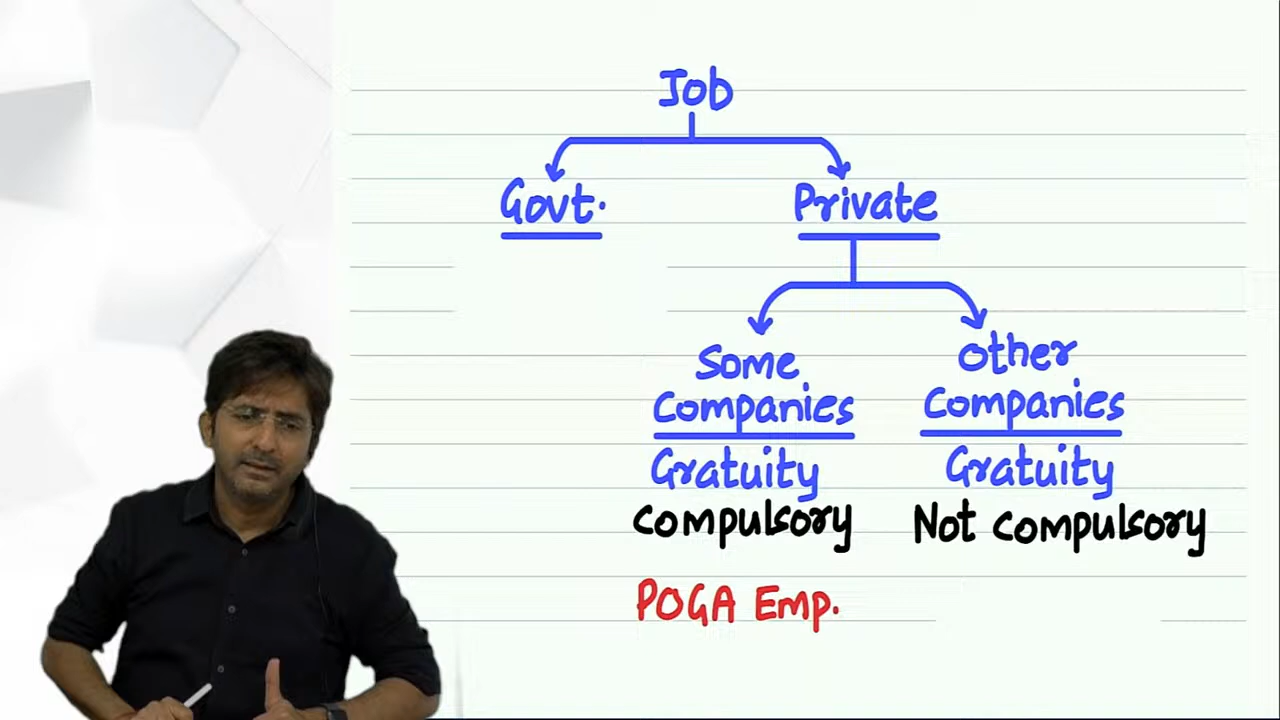 Job
Govt. Private
Some Companies
Gratuity
Compulsory
POGA Emp.
Other Companies
Gratuity
Not Compulsory